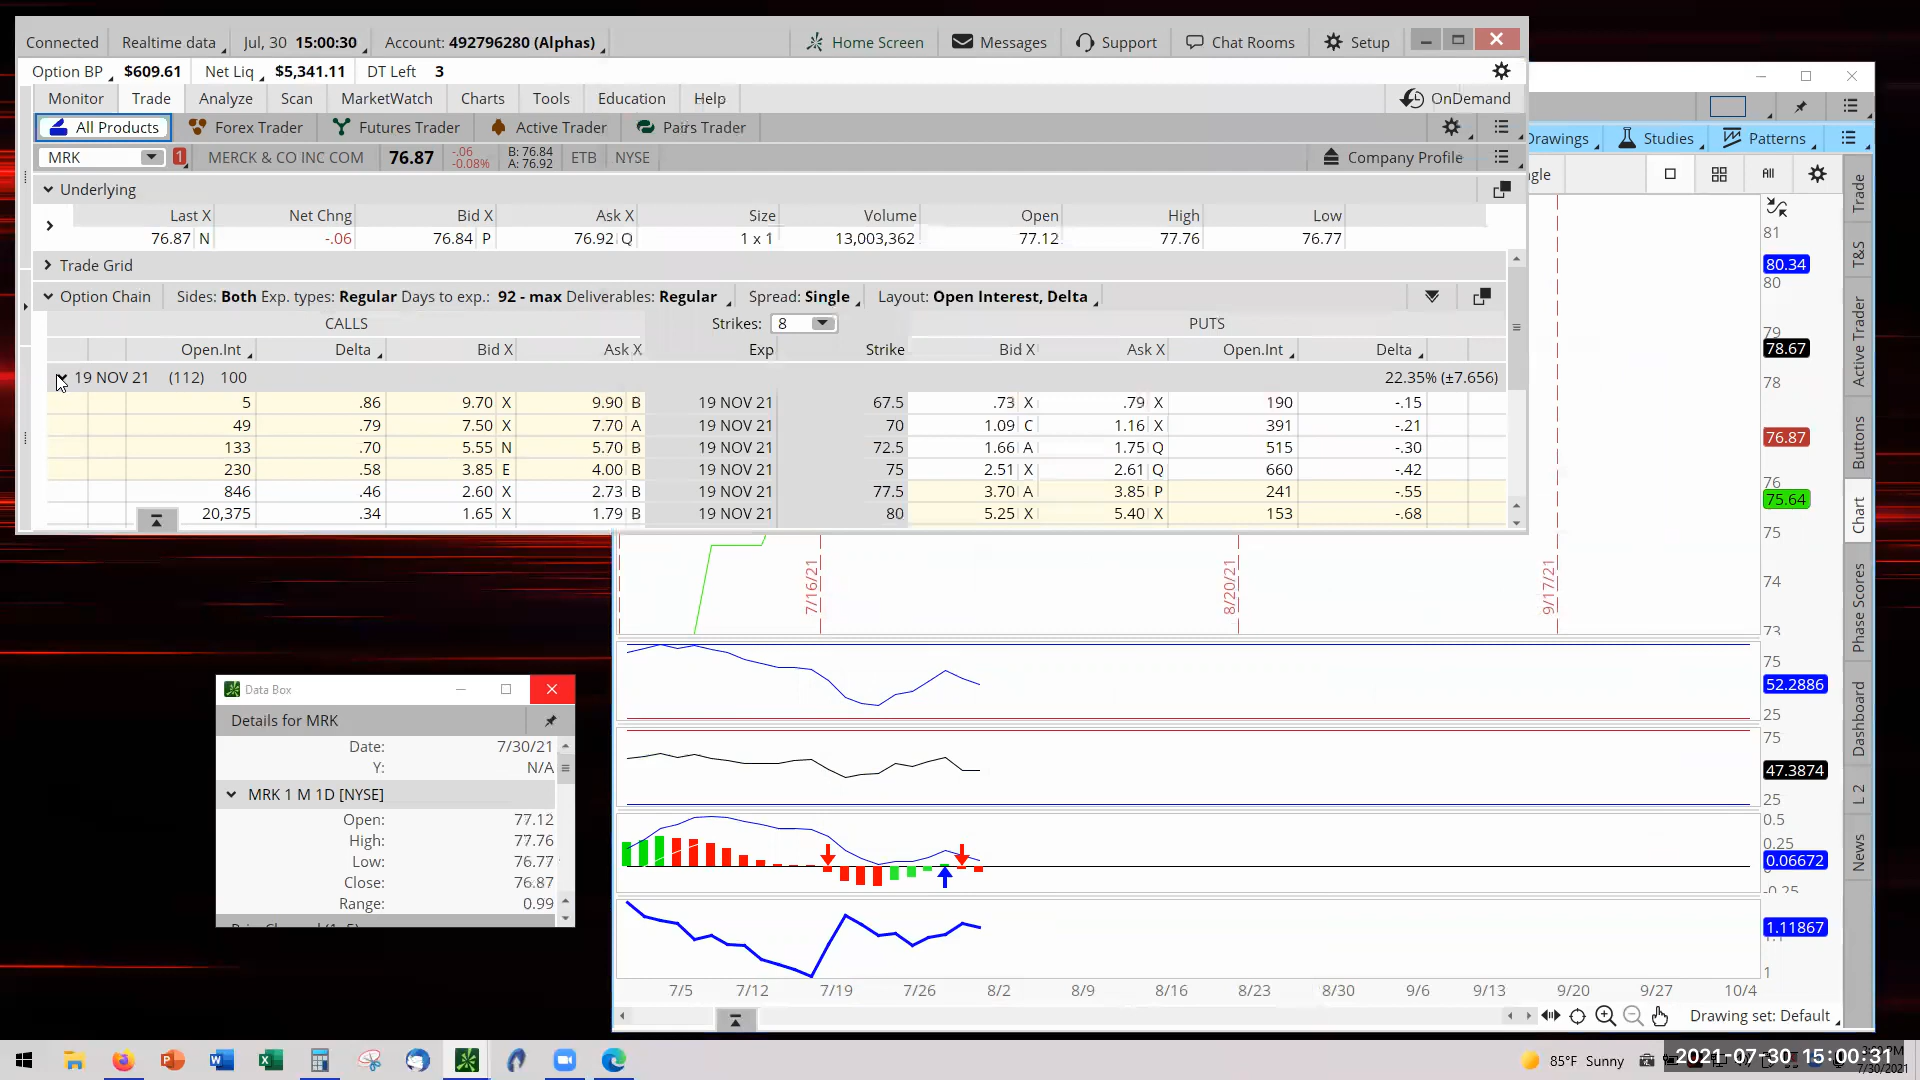 Connected Realtime data Jul, 30 15:00:30 Account: 492796280 (Alphas) Home Screen Messages Support Chat Rooms Setup
Option BP $609.61 Net Liq $5,341.11 DT Left 3
Monitor Trade Analyze Scan MarketWatch Charts Tools Education Help OnDemand
All Products Forex Trader Futures Trader Active Trader Pairs Trader
MRK 1 MERCK & CO INC COM 76.87 -.06 -0.08% B: 76.84 A: 76.92 ETB NYSE Company Profile
Underlying
Last X Net Chng Bid X Ask X Size Volume Open High Low
76.87 N -.06 76.84 P 76.92 Q 1 x 1 13,003,362 77.12 77.76 76.77
Trade Grid
Option Chain Sides: Both Exp. types: Regular Days to exp.: 92 - max Deliverables: Regular Spread: Single Layout: Open Interest, Delta
CALLS Strikes: 8 PUTS
Open.Int Delta Bid X Ask X Exp Strike Bid X Ask X Open.Int Delta
19 NOV 21 (112) 100 22.35% (±7.656)
5 .86 9.70 X 9.90 B 19 NOV 21 67.5 .73 X .79 X 190 -.15
49 .79 7.50 X 7.70 A 19 NOV 21 70 1.09 C 1.16 X 391 -.21
133 .70 5.55 N 5.70 B 19 NOV 21 72.5 1.66 A 1.75 Q 515 -.30
230 .58 3.85 E 4.00 B 19 NOV 21 75 2.51 X 2.61 Q 660 -.42
846 .46 2.60 X 2.73 B 19 NOV 21 77.5 3.70 A 3.85 P 241 -.55
20,375 .34 1.65 X 1.79 B 19 NOV 21 80 5.25 X 5.40 X 153 -.68
Drawings Studies Patterns
All
81
80.34
80
79
78.67
78
76.87
76
75.64
75
74
73
7/16/21 8/20/21 9/17/21
75
52.2886
25
75
47.3874
25
0.5
0.25
0.06672
-0.25
1.11867
1
7/5 7/12 7/19 7/26 8/2 8/9 8/16 8/23 8/30 9/6 9/13 9/20 9/27 10/4
Drawing set: Default
Trade
T&S
Active Trader
Buttons
Chart
Phase Scores
Dashboard
L 2
News
Data Box
Details for MRK
Date: 7/30/21
Y: N/A
MRK 1 M 1D [NYSE]
Open: 77.12
High: 77.76
Low: 76.77
Close: 76.87
Range: 0.99
85°F Sunny
2021-07-30 15:00:31